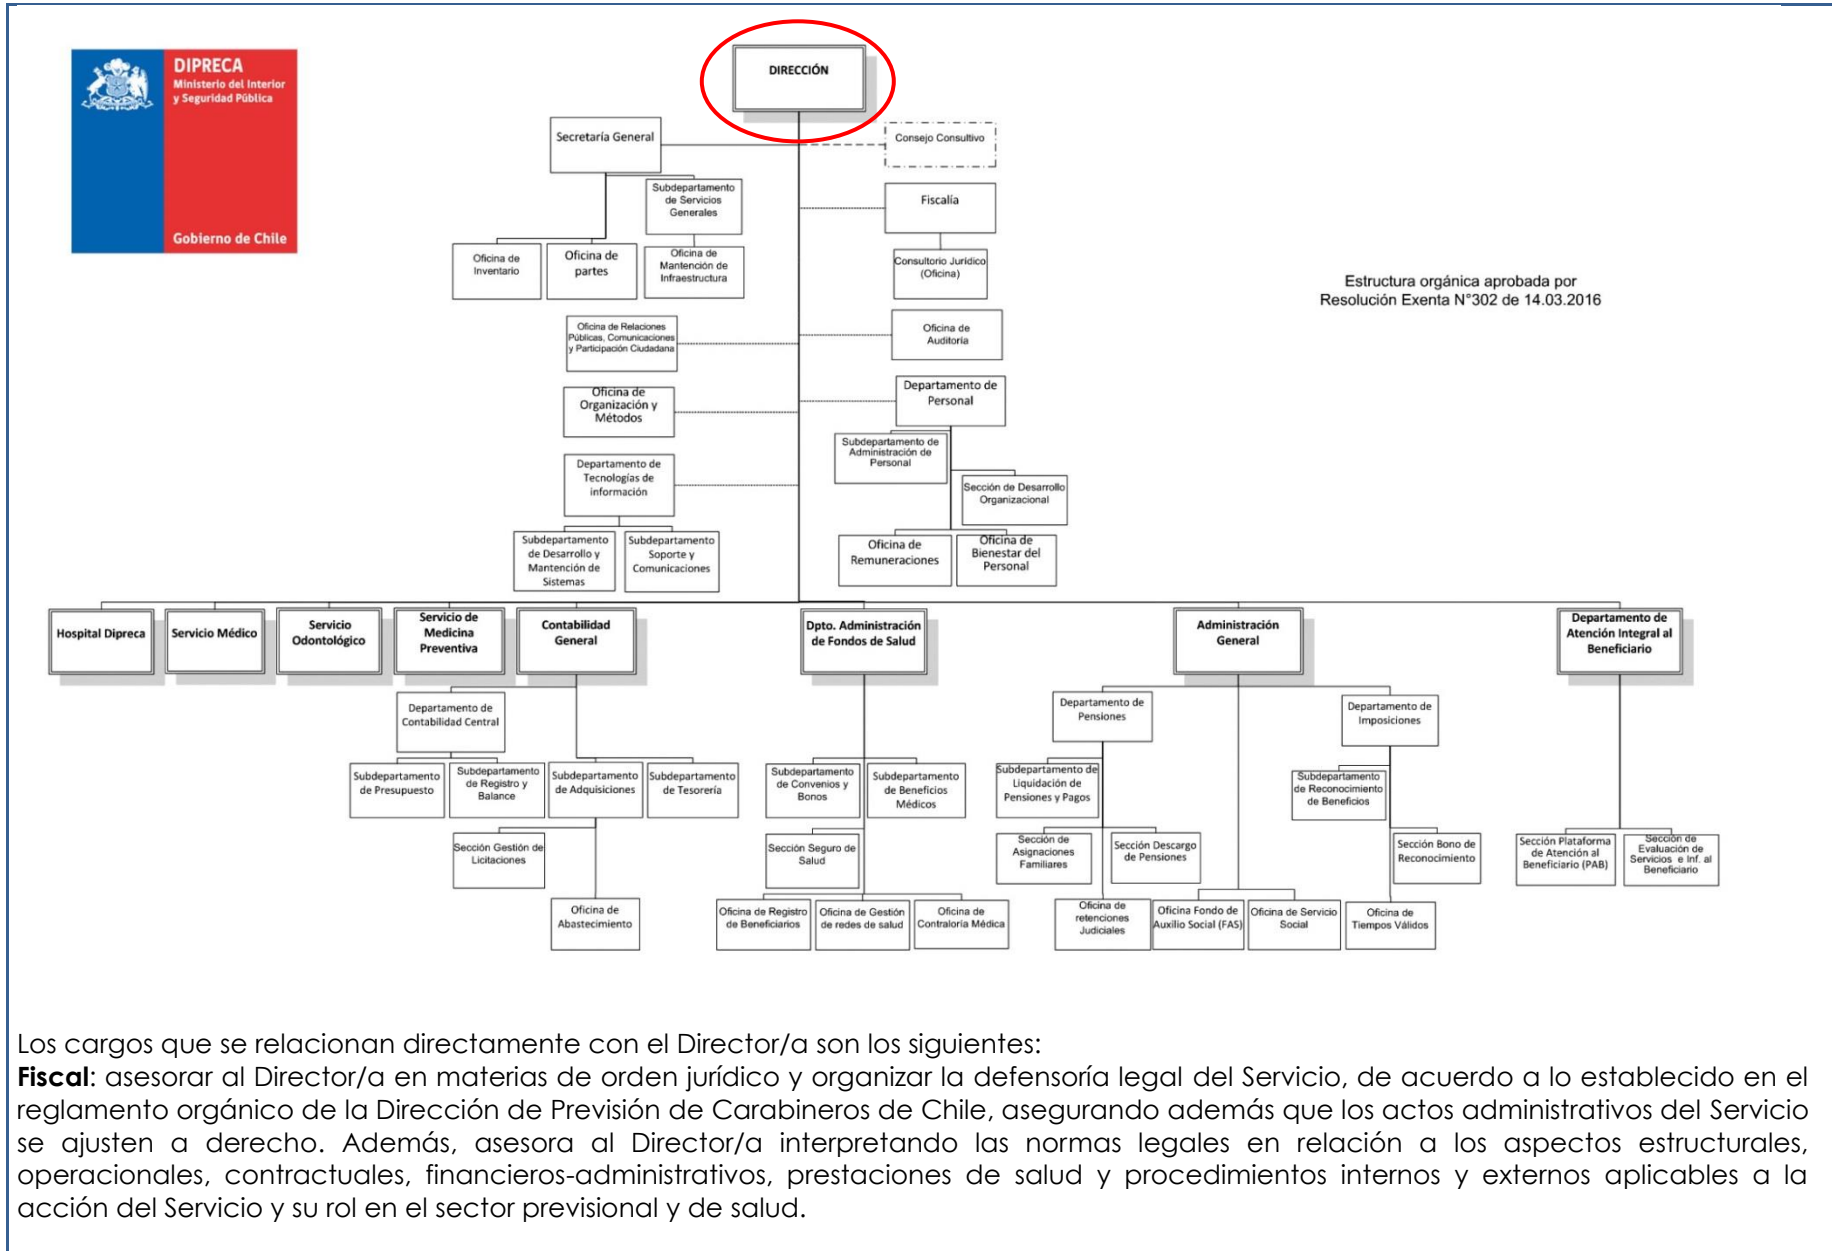 DIPRECA
Ministerio del Interior
y Seguridad Pública
Gobierno de Chile
DIRECCIÓN
Secretaría General
Consejo Consultivo
Subdepartamento
de Servicios
Generales
Fiscalía
Oficina de
Inventario
Oficina de
partes
Oficina de
Mantención de
Infraestructura
Consultorio Jurídico
(Oficina)
Estructura orgánica aprobada por
Resolución Exenta N°302 de 14.03.2016
Oficina de Relaciones
Públicas, Comunicaciones
y Participación Ciudadana
Oficina de
Auditoría
Oficina de
Organización y
Métodos
Departamento de
Personal
Subdepartamento de
Administración de
Personal
Departamento de
Tecnologías de
información
Sección de Desarrollo
Organizacional
Subdepartamento
de Desarrollo y
Mantención de
Sistemas
Subdepartamento
Soporte y
Comunicaciones
Oficina de
Remuneraciones
Oficina de
Bienestar del
Personal
Hospital Dipreca
Servicio Médico
Servicio
Odontológico
Servicio de
Medicina
Preventiva
Contabilidad
General
Dpto. Administración
de Fondos de Salud
Administración
General
Departamento de
Atención Integral al
Beneficiario
Departamento de
Contabilidad Central
Departamento de
Pensiones
Departamento de
Imposiciones
Subdepartamento
de Presupuesto
Subdepartamento
de Registro y
Balance
Subdepartamento
de Adquisiciones
Subdepartamento
de Tesorería
Subdepartamento
de Convenios y
Bonos
Subdepartamento
de Beneficios
Médicos
Subdepartamento de
Liquidación de
Pensiones y Pagos
Subdepartamento
de Reconocimiento
de Beneficios
Sección Gestión de
Licitaciones
Sección Seguro de
Salud
Sección de
Asignaciones
Familiares
Sección Descargo
de Pensiones
Sección Bono de
Reconocimiento
Sección Plataforma
de Atención al
Beneficiario (PAB)
Sección de
Evaluación de
Servicios e Inf. al
Beneficiario
Oficina de
Abastecimiento
Oficina de Registro
de Beneficiarios
Oficina de Gestión
de redes de salud
Oficina de
Contraloría Médica
Oficina de
retenciones
Judiciales
Oficina Fondo de
Auxilio Social (FAS)
Oficina de Servicio
Social
Oficina de
Tiempos Válidos
Los cargos que se relacionan directamente con el Director/a son los siguientes:
Fiscal: asesorar al Director/a en materias de orden jurídico y organizar la defensoría legal del Servicio, de acuerdo a lo establecido en el
reglamento orgánico de la Dirección de Previsión de Carabineros de Chile, asegurando además que los actos administrativos del Servicio
se ajusten a derecho. Además, asesora al Director/a interpretando las normas legales en relación a los aspectos estructurales,
operacionales, contractuales, financieros-administrativos, prestaciones de salud y procedimientos internos y externos aplicables a la
acción del Servicio y su rol en el sector previsional y de salud.